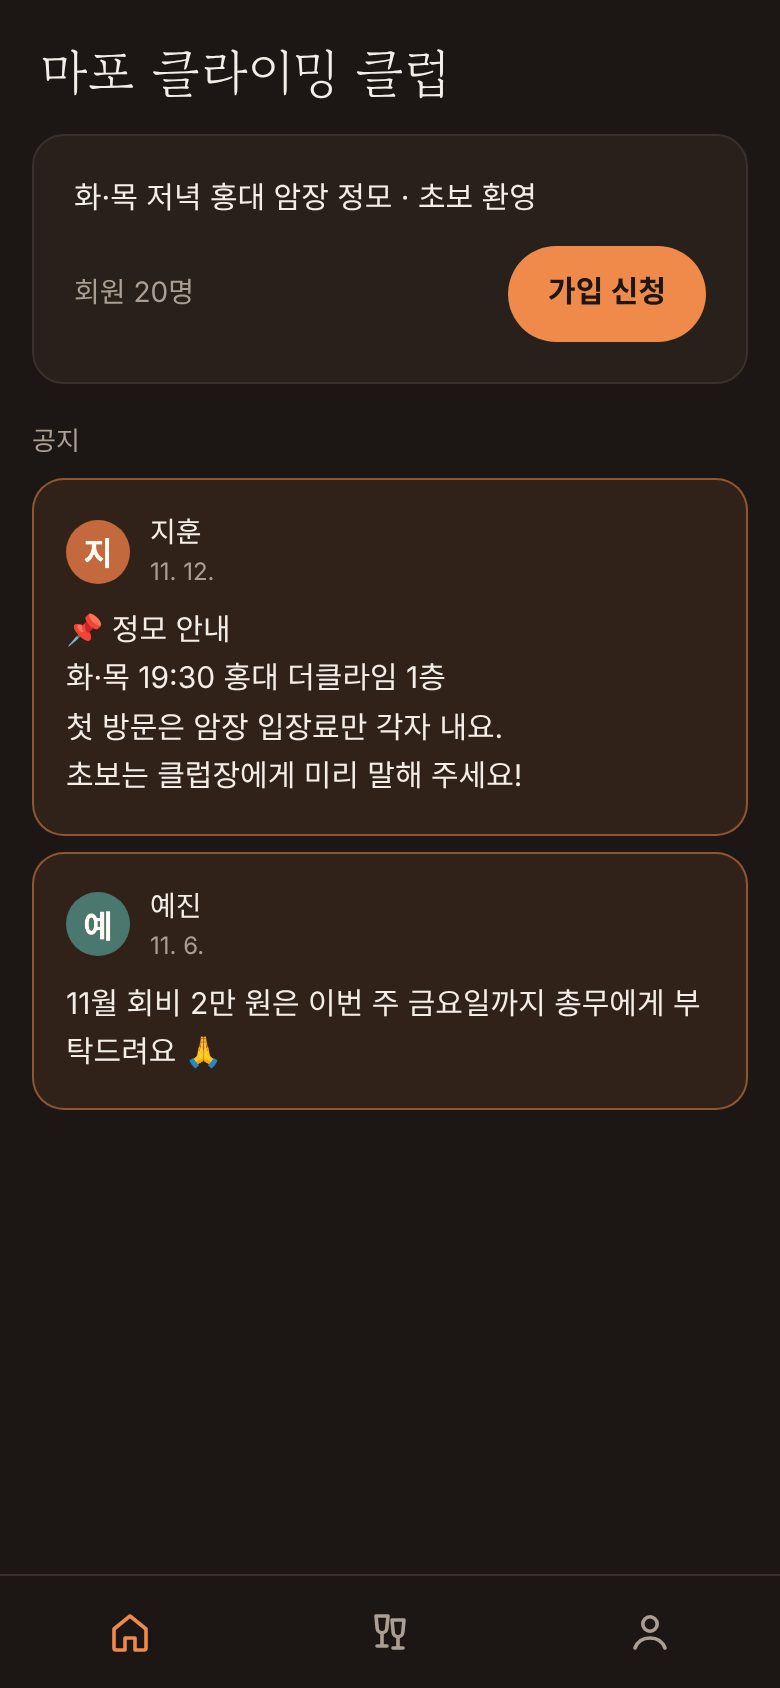 마포 클라이밍 클럽
화·목 저녁 홍대 암장 정모 · 초보 환영
회원 20명
가입 신청
공지
지
지훈
11. 12.
📌 정모 안내
화·목 19:30 홍대 더클라임 1층
첫 방문은 암장 입장료만 각자 내요.
초보는 클럽장에게 미리 말해 주세요!
예
예진
11. 6.
11월 회비 2만 원은 이번 주 금요일까지 총무에게 부
탁드려요 🙏